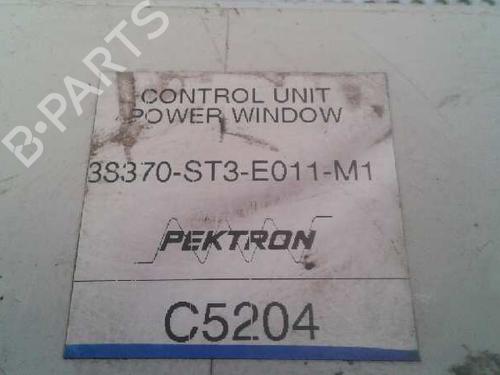 B-PARTS
CONTROL UNIT
POWER WINDOW
38370-ST3-E011-M1
PEKTRON
C5204